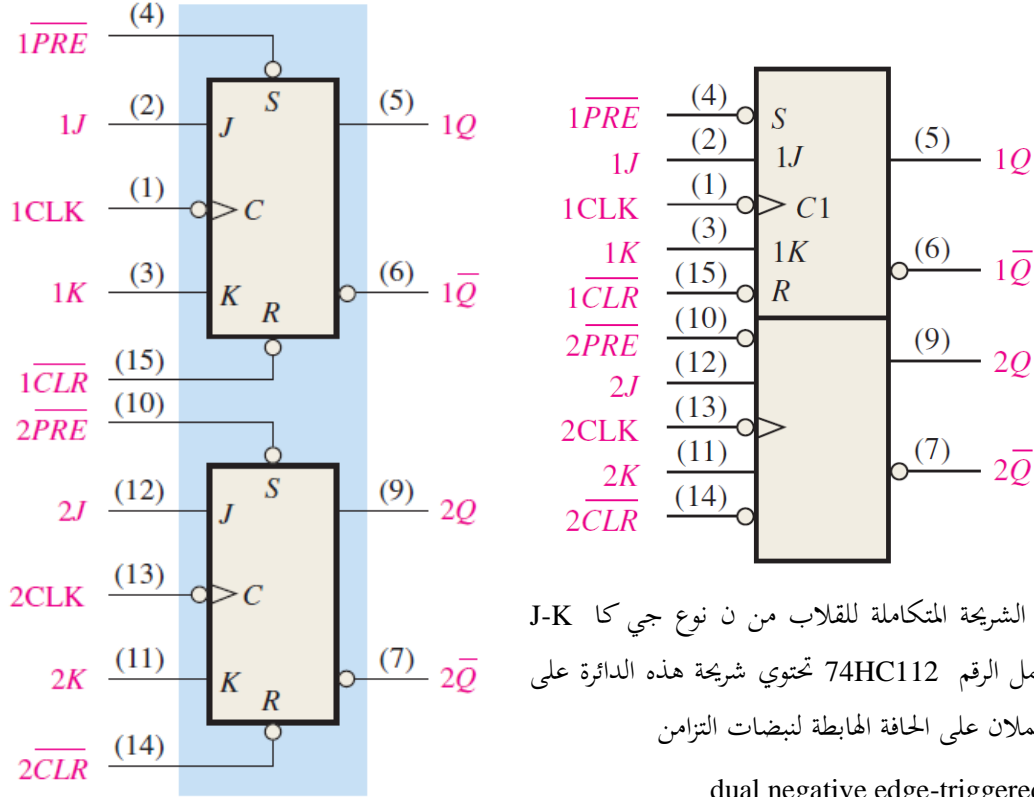 1PRE (4)
S
1J (2) J (5) 1Q
1CLK (1) C
1K (3) K (6) 1Q̅
R
1CLR (15)
2PRE (10)
S
2J (12) J (9) 2Q
2CLK (13) C
2K (11) K (7) 2Q̅
R
2CLR (14)
1PRE (4) S
1J (2) 1J (5) 1Q
1CLK (1) C1
1K (3) 1K (6) 1Q̅
1CLR (15) R
2PRE (10)
2J (12) (9) 2Q
2CLK (13)
2K (11) (7) 2Q̅
2CLR (14)
الشريحة المتكاملة للقلاب من ن نوع جي كا J-K
مل الرقم 74HC112 تحتوي شريحة هذه الدائرة على
ملان على الحافة الهابطة لنبضات التزامن
dual negative edge-triggered